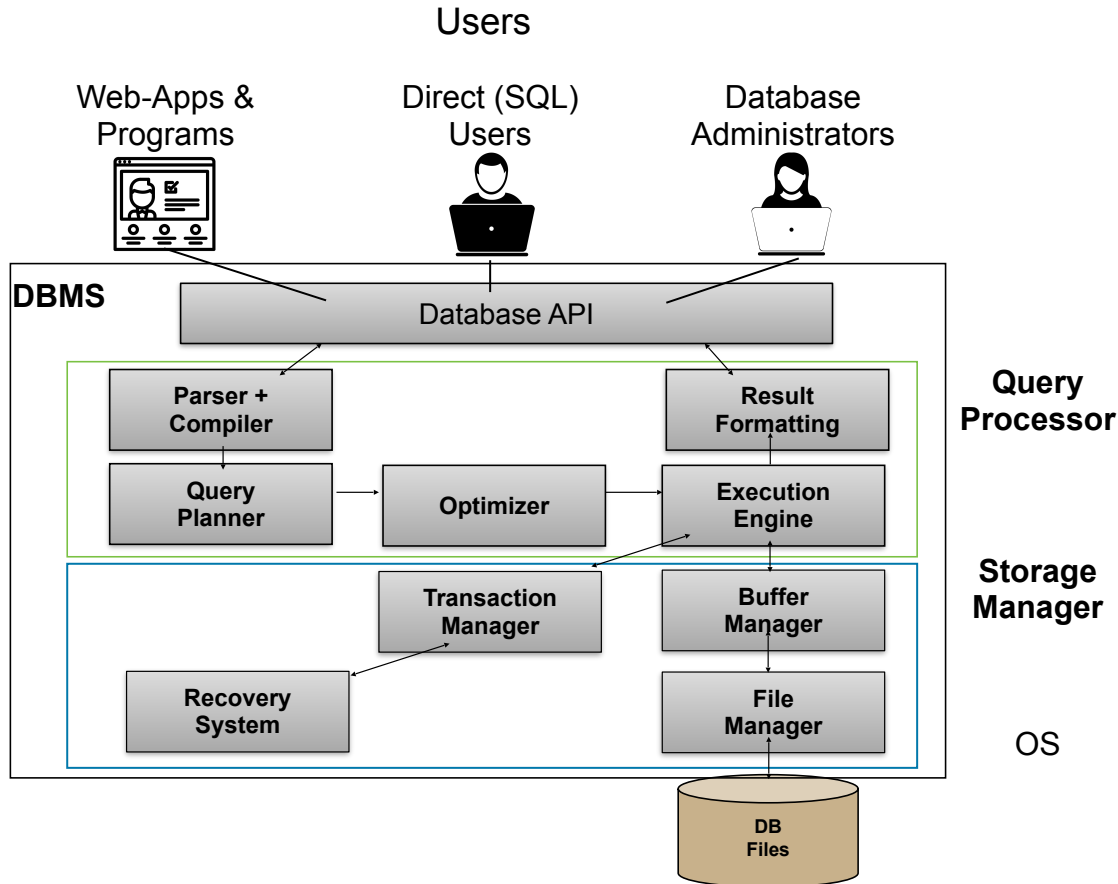 Users
Web-Apps &
Programs
Direct (SQL)
Users
Database
Administrators
DBMS
Database API
Parser +
Compiler
Result
Formatting
Query
Processor
Query
Planner
Optimizer
Execution
Engine
Storage
Manager
Transaction
Manager
Buffer
Manager
Recovery
System
File
Manager
OS
DB
Files